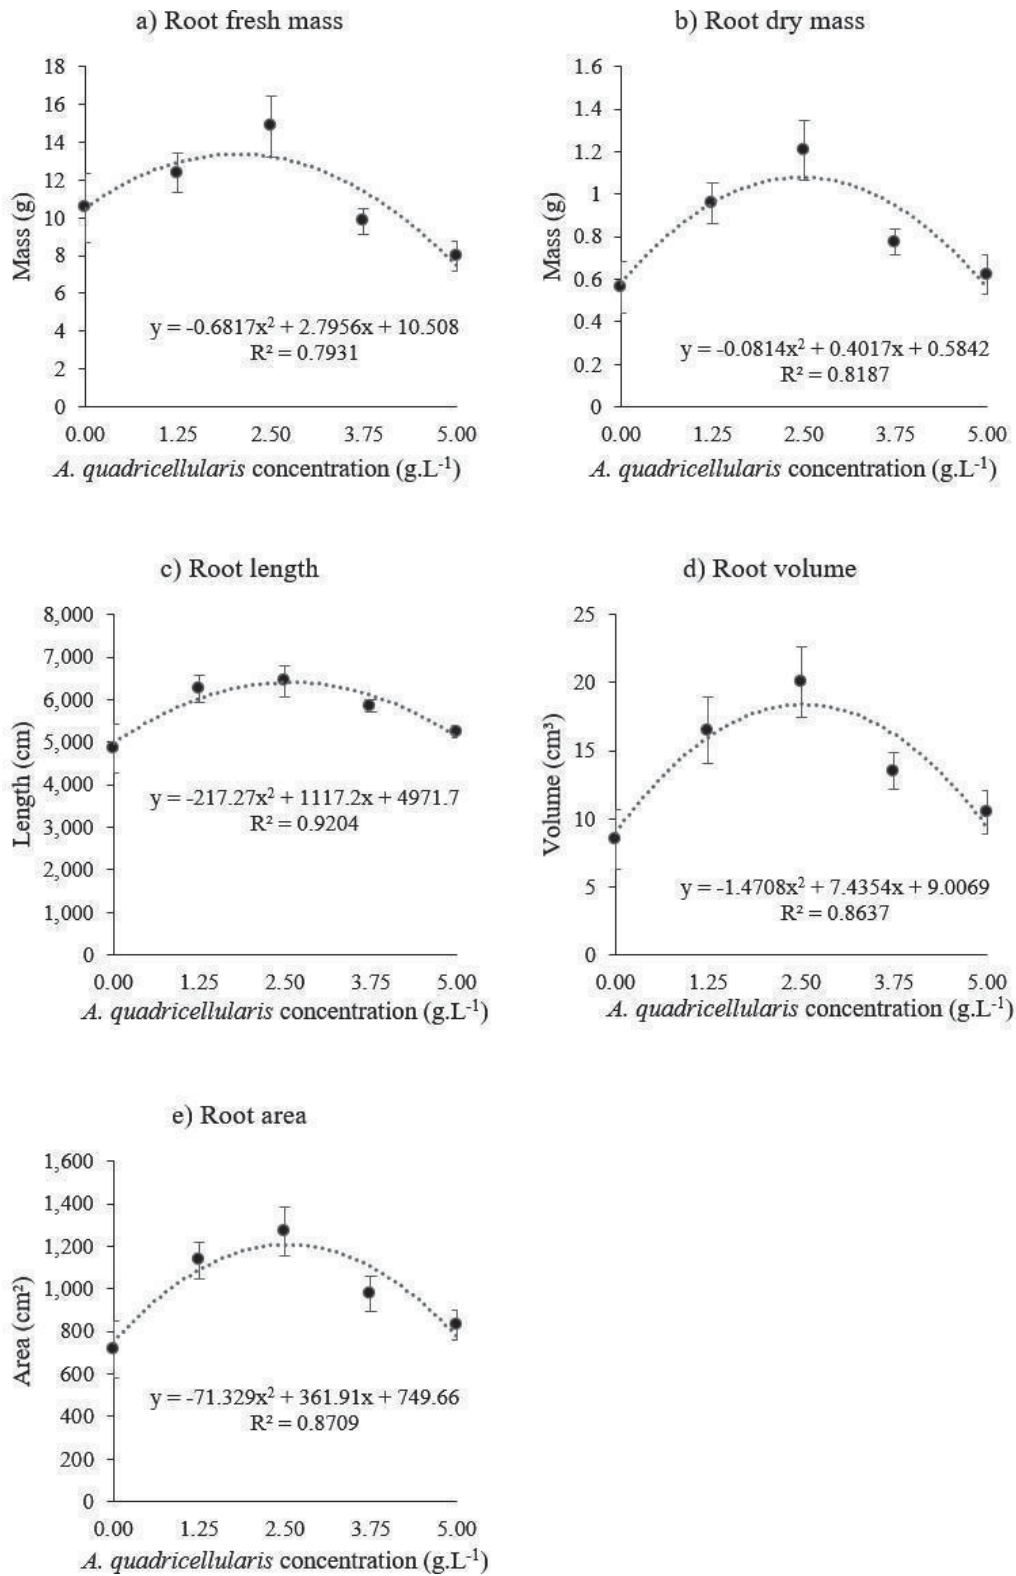 a) Root fresh mass
18
16
14
12
10
8
6
4
2
0
Mass (g)
y = -0.6817x² + 2.7956x + 10.508
R² = 0.7931
0.00 1.25 2.50 3.75 5.00
A. quadricellularis concentration (g.L⁻¹)
b) Root dry mass
1.6
1.4
1.2
1
0.8
0.6
0.4
0.2
0
Mass (g)
y = -0.0814x² + 0.4017x + 0.5842
R² = 0.8187
0.00 1.25 2.50 3.75 5.00
A. quadricellularis concentration (g.L⁻¹)
c) Root length
8,000
7,000
6,000
5,000
4,000
3,000
2,000
1,000
0
Length (cm)
y = -217.27x² + 1117.2x + 4971.7
R² = 0.9204
0.00 1.25 2.50 3.75 5.00
A. quadricellularis concentration (g.L⁻¹)
d) Root volume
25
20
15
10
5
0
Volume (cm³)
y = -1.4708x² + 7.4354x + 9.0069
R² = 0.8637
0.00 1.25 2.50 3.75 5.00
A. quadricellularis concentration (g.L⁻¹)
e) Root area
1,600
1,400
1,200
1,000
800
600
400
200
0
Area (cm²)
y = -71.329x² + 361.91x + 749.66
R² = 0.8709
0.00 1.25 2.50 3.75 5.00
A. quadricellularis concentration (g.L⁻¹)